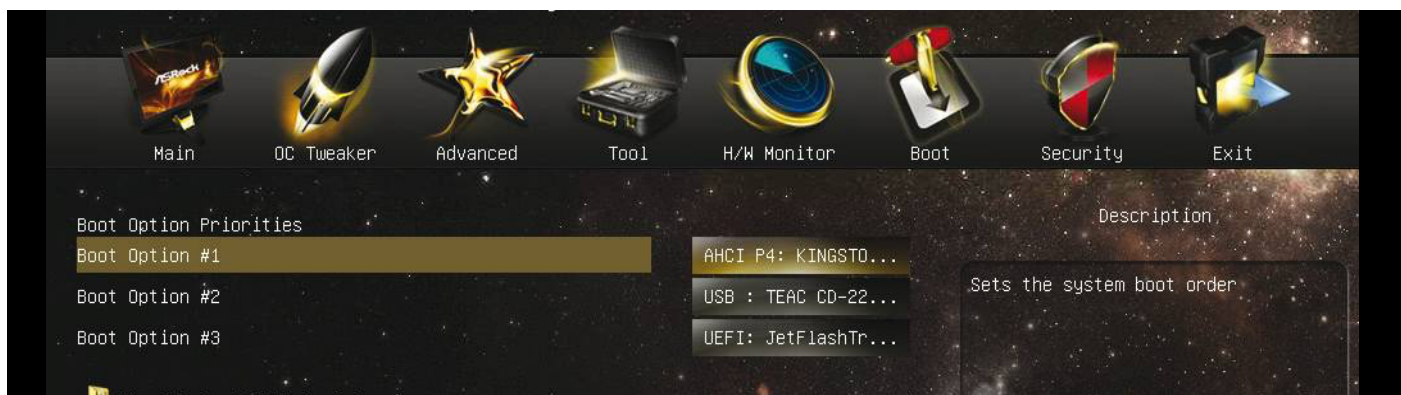 ASRock
Main OC Tweaker Advanced Tool H/W Monitor Boot Security Exit
Description
Boot Option Priorities
Boot Option #1 AHCI P4: KINGSTO...
Sets the system boot order
Boot Option #2 USB : TEAC CD-22...
Boot Option #3 UEFI: JetFlashTr...